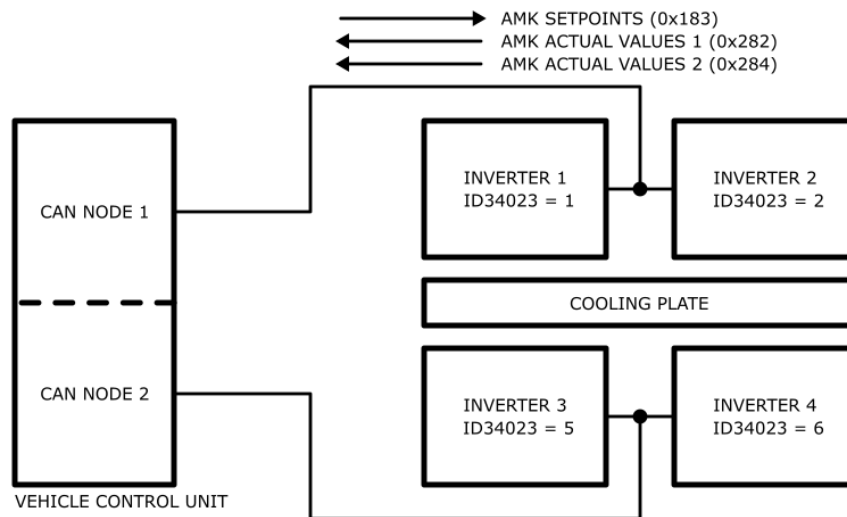 AMK SETPOINTS (0x183)
AMK ACTUAL VALUES 1 (0x282)
AMK ACTUAL VALUES 2 (0x284)
CAN NODE 1
INVERTER 1
ID34023 = 1
INVERTER 2
ID34023 = 2
COOLING PLATE
CAN NODE 2
INVERTER 3
ID34023 = 5
INVERTER 4
ID34023 = 6
VEHICLE CONTROL UNIT